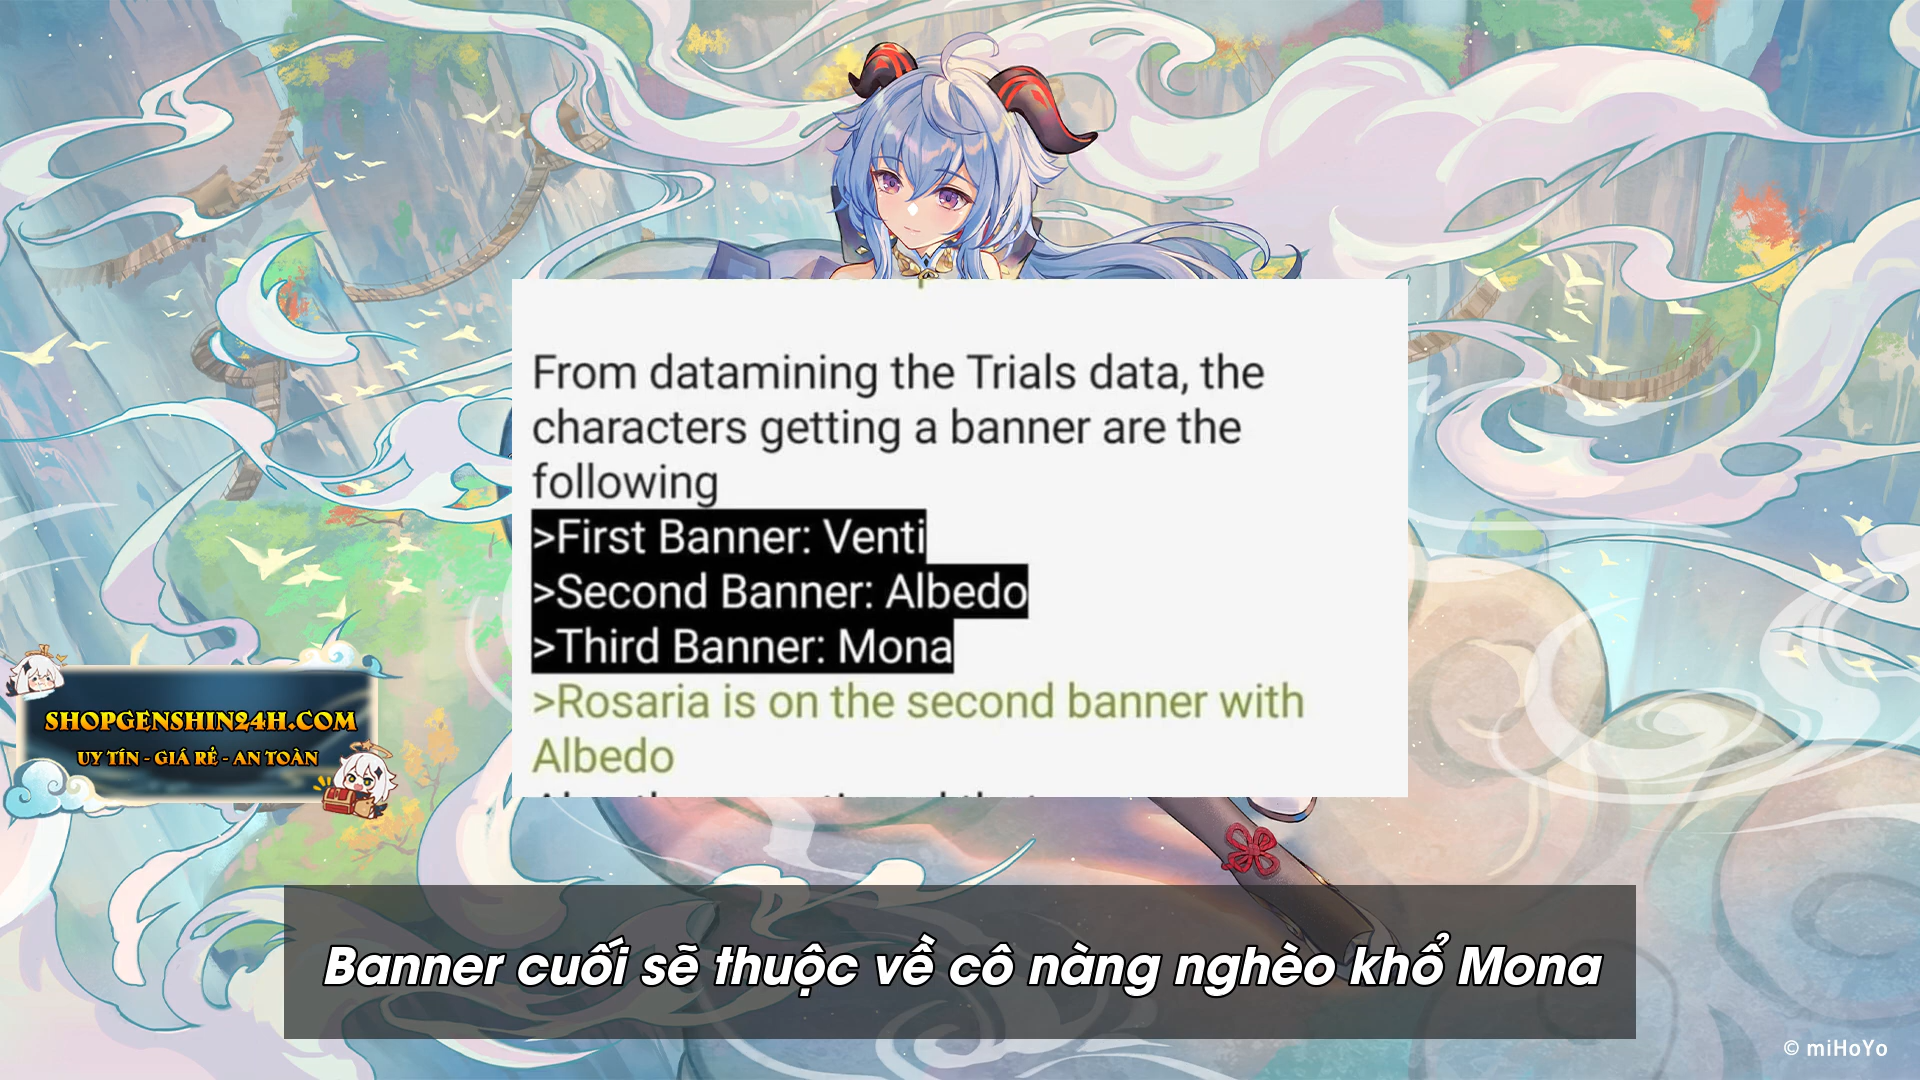 From datamining the Trials data, the
characters getting a banner are the
following
>First Banner: Venti
>Second Banner: Albedo
>Third Banner: Mona
>Rosaria is on the second banner with
Albedo
SHOPGENSHIN24H.COM
UY TÍN - GIÁ RẺ - AN TOÀN
Banner cuối sẽ thuộc về cô nàng nghèo khổ Mona
© miHoYo